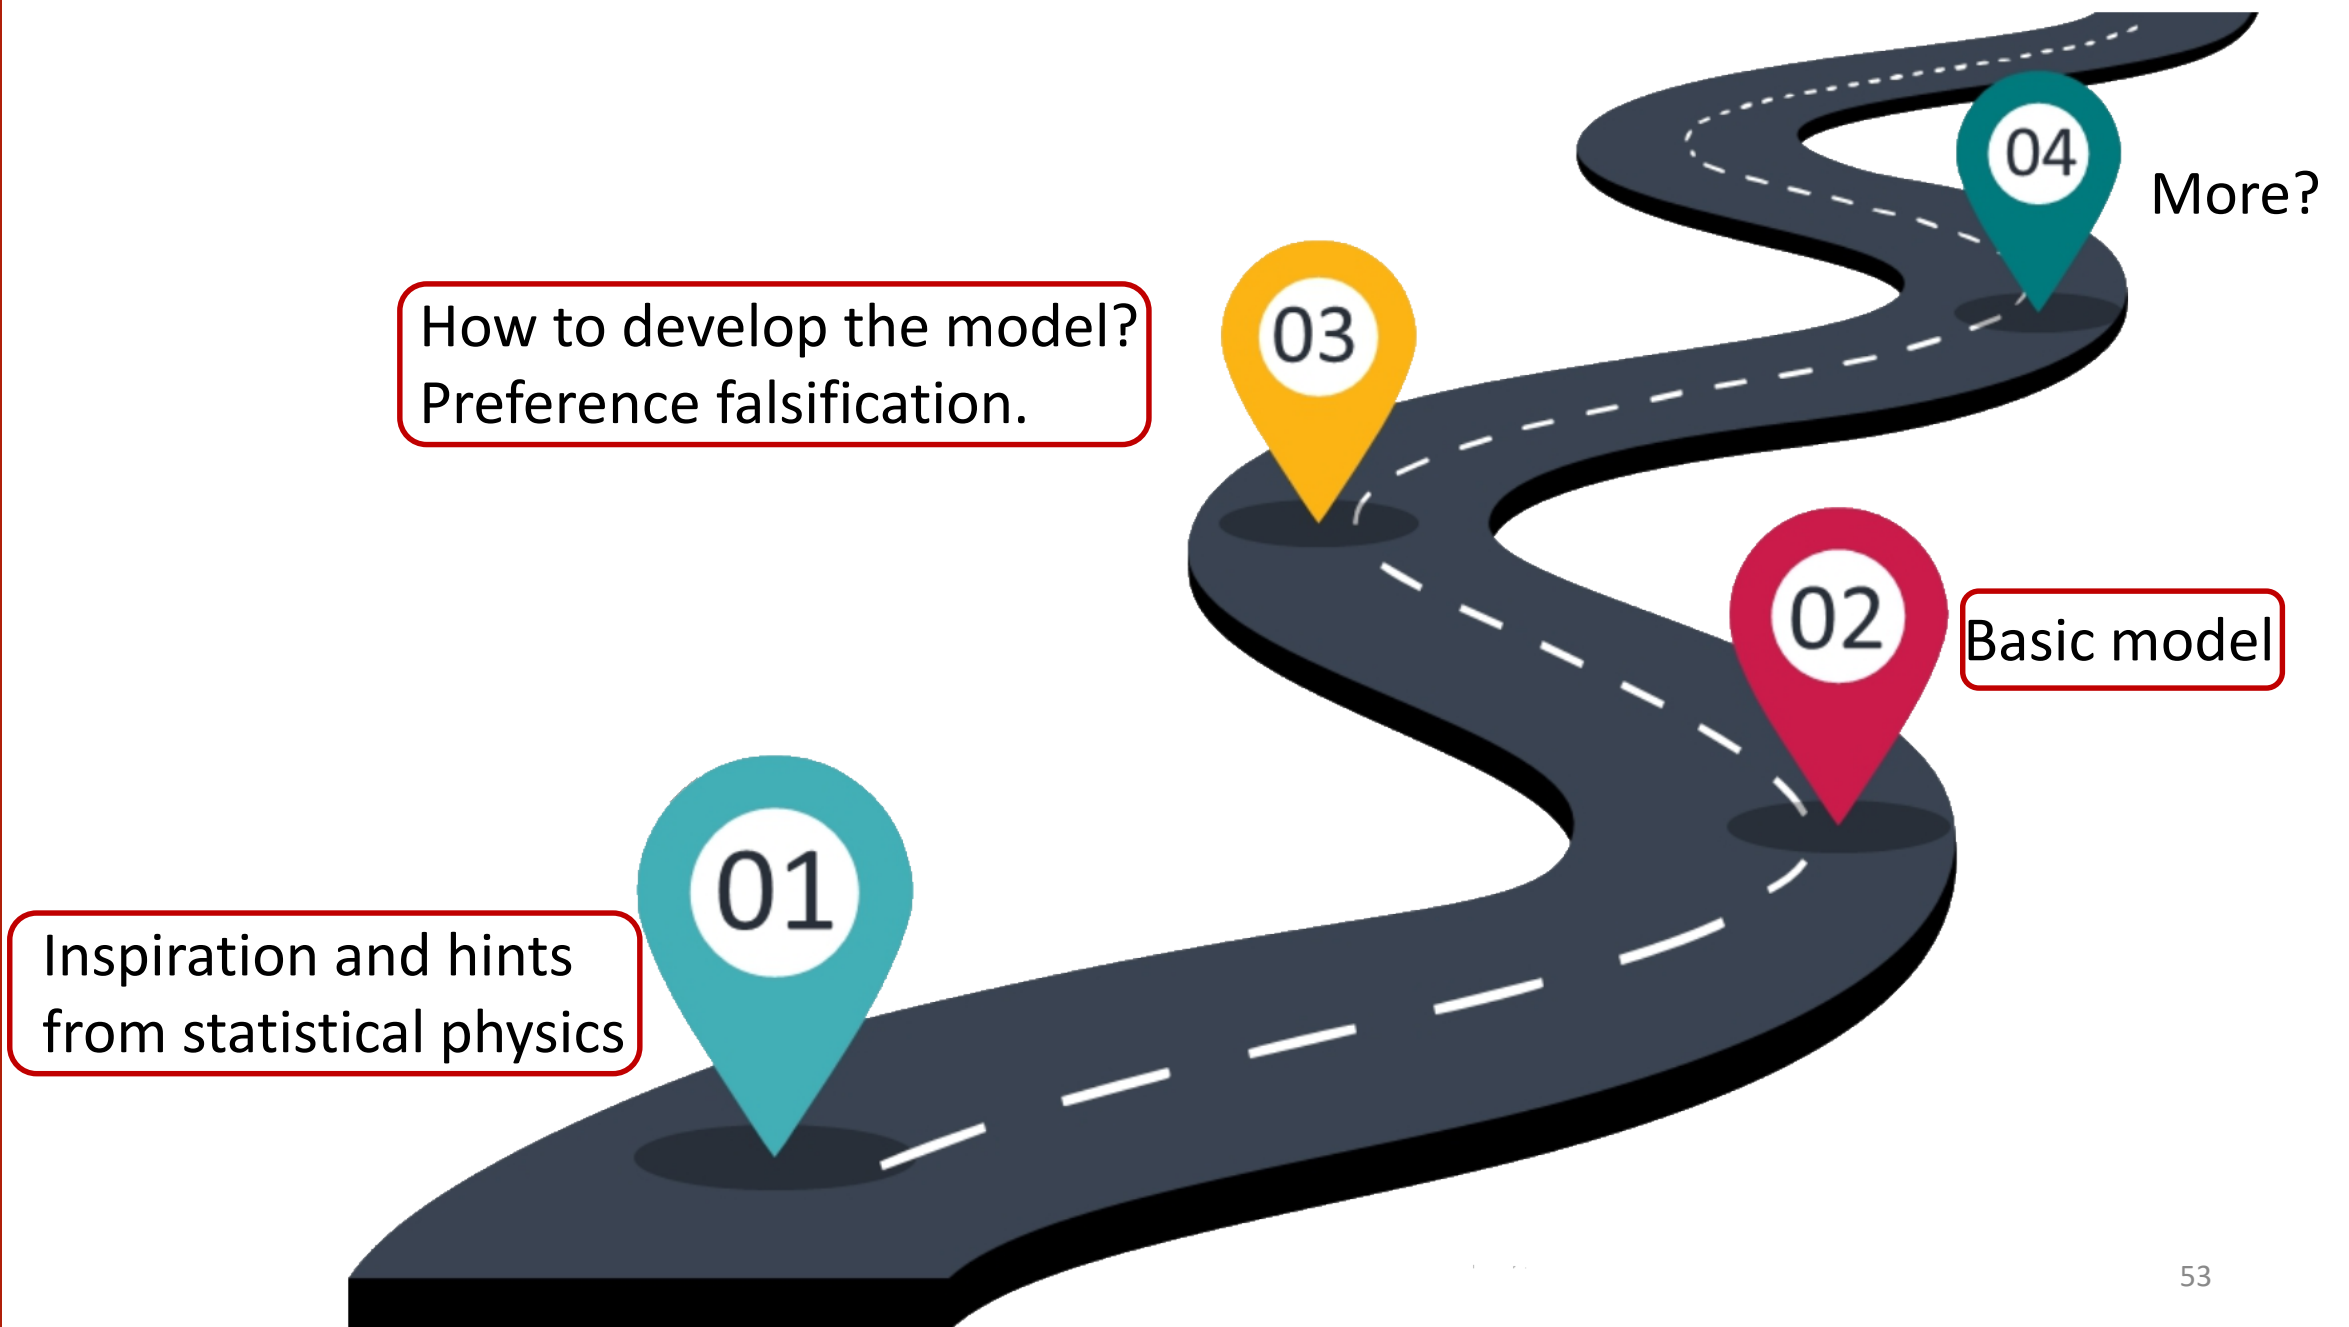 04
More?
How to develop the model?
Preference falsification.
03
02
Basic model
01
Inspiration and hints
from statistical physics
53